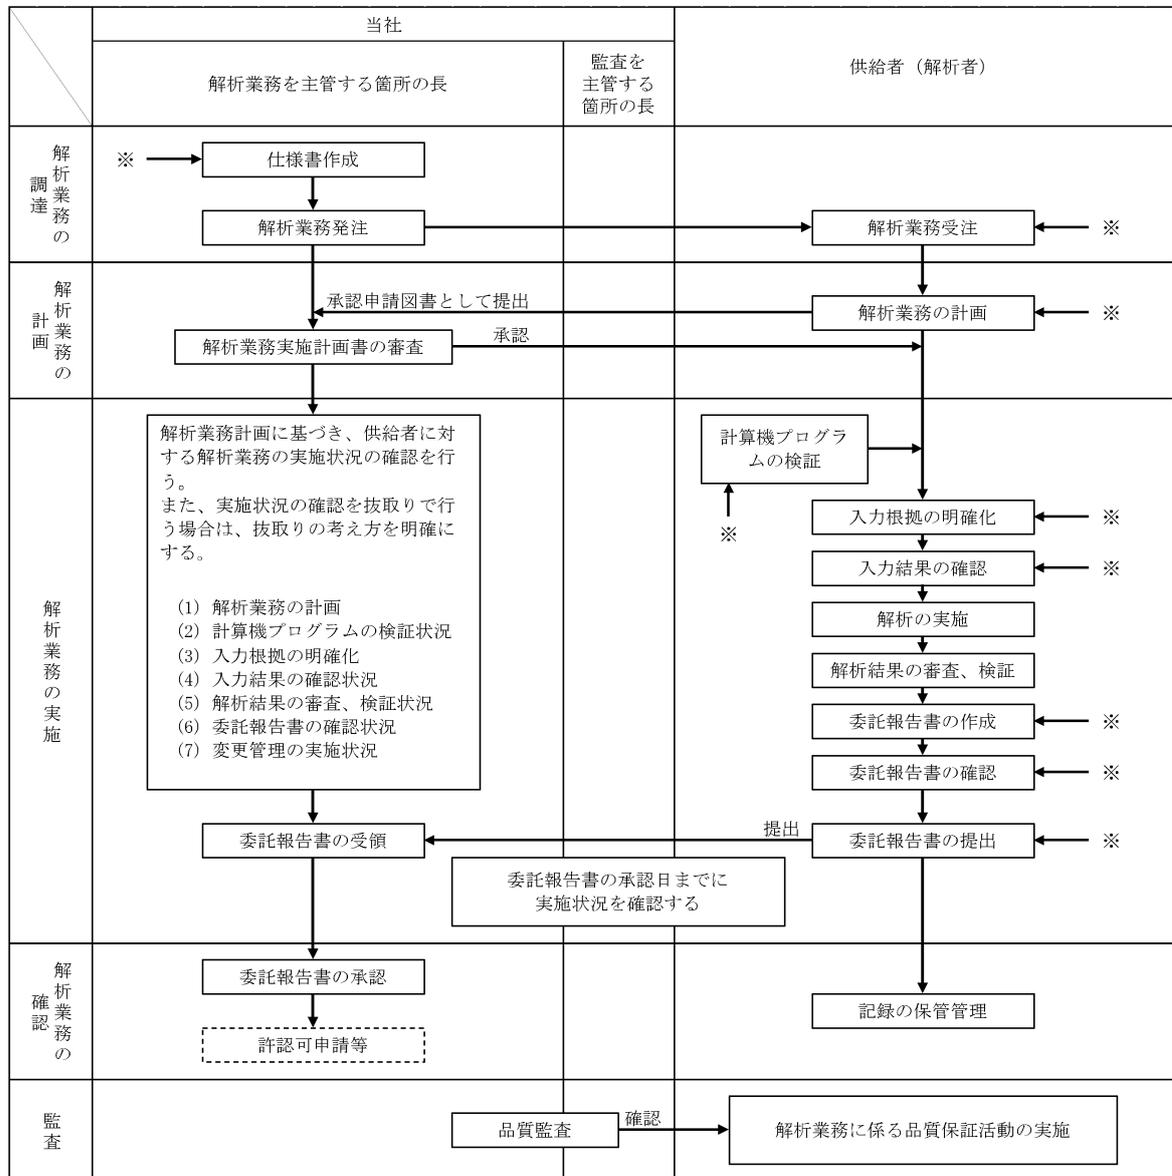 当社
解析業務を主管する箇所の長
監査を
主管する
箇所の長
供給者（解析者）
解析業務の
調達
※
仕様書作成
解析業務発注
解析業務受注
※
解析業務の
計画
承認申請図書として提出
解析業務の計画
※
解析業務実施計画書の審査
承認
解析業務の実施
解析業務計画に基づき、供給者に対
する解析業務の実施状況の確認を行
う。
また、実施状況の確認を抜取りで行
う場合は、抜取りの考え方を明確に
する。
(1) 解析業務の計画
(2) 計算機プログラムの検証状況
(3) 入力根拠の明確化
(4) 入力結果の確認状況
(5) 解析結果の審査、検証状況
(6) 委託報告書の確認状況
(7) 変更管理の実施状況
計算機プログラ
ムの検証
※
入力根拠の明確化
※
入力結果の確認
※
解析の実施
解析結果の審査、検証
委託報告書の作成
※
委託報告書の確認
※
委託報告書の受領
提出
委託報告書の提出
※
委託報告書の承認日までに
実施状況を確認する
解析業務の
確認
委託報告書の承認
記録の保管管理
許認可申請等
監査
品質監査
確認
解析業務に係る品質保証活動の実施